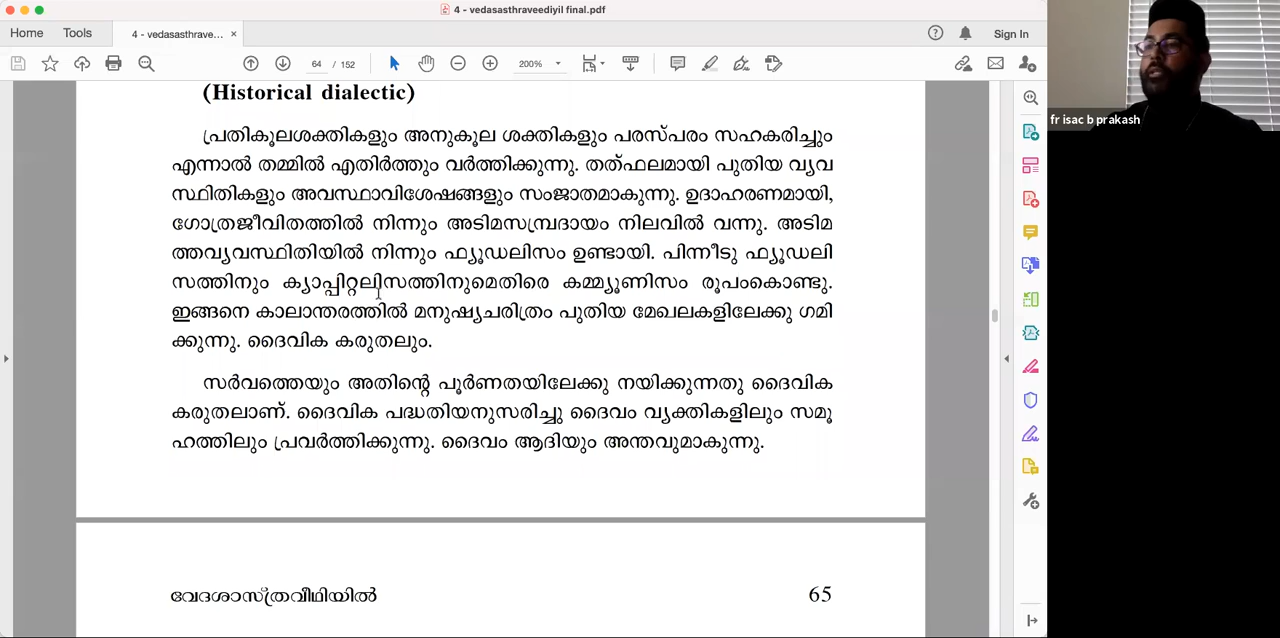 4 - vedasasthraveediyil final.pdf
Home Tools 4 - vedasasthrave... × Sign In
64 / 152 200%
(Historical dialectic)
പ്രതികൂലശക്തികളും അനുകൂല ശക്തികളും പരസ്പരം സഹകരിച്ചും
എന്നാൽ തമ്മിൽ എതിർത്തും വർത്തിക്കുന്നു. തത്ഫലമായി പുതിയ വ്യവ
സ്ഥിതികളും അവസ്ഥാവിശേഷങ്ങളും സംജാതമാകുന്നു. ഉദാഹരണമായി,
ഗോത്രജീവിതത്തിൽ നിന്നും അടിമസമ്പ്രദായം നിലവിൽ വന്നു. അടിമ
ത്തവ്യവസ്ഥിതിയിൽ നിന്നും ഫ്യൂഡലിസം ഉണ്ടായി. പിന്നീടു ഫ്യൂഡലി
സത്തിനും ക്യാപ്പിറ്റലിസത്തിനുമെതിരെ കമ്മ്യൂണിസം രൂപംകൊണ്ടു.
ഇങ്ങനെ കാലാന്തരത്തിൽ മനുഷ്യചരിത്രം പുതിയ മേഖലകളിലേക്കു ഗമി
ക്കുന്നു. ദൈവിക കരുതലും.
സർവത്തെയും അതിന്റെ പൂർണതയിലേക്കു നയിക്കുന്നതു ദൈവിക
കരുതലാണ്. ദൈവിക പദ്ധതിയനുസരിച്ചു ദൈവം വ്യക്തികളിലും സമൂ
ഹത്തിലും പ്രവർത്തിക്കുന്നു. ദൈവം ആദിയും അന്തവുമാകുന്നു.
വേദശാസ്ത്രവീഥിയിൽ 65
fr isac b prakash